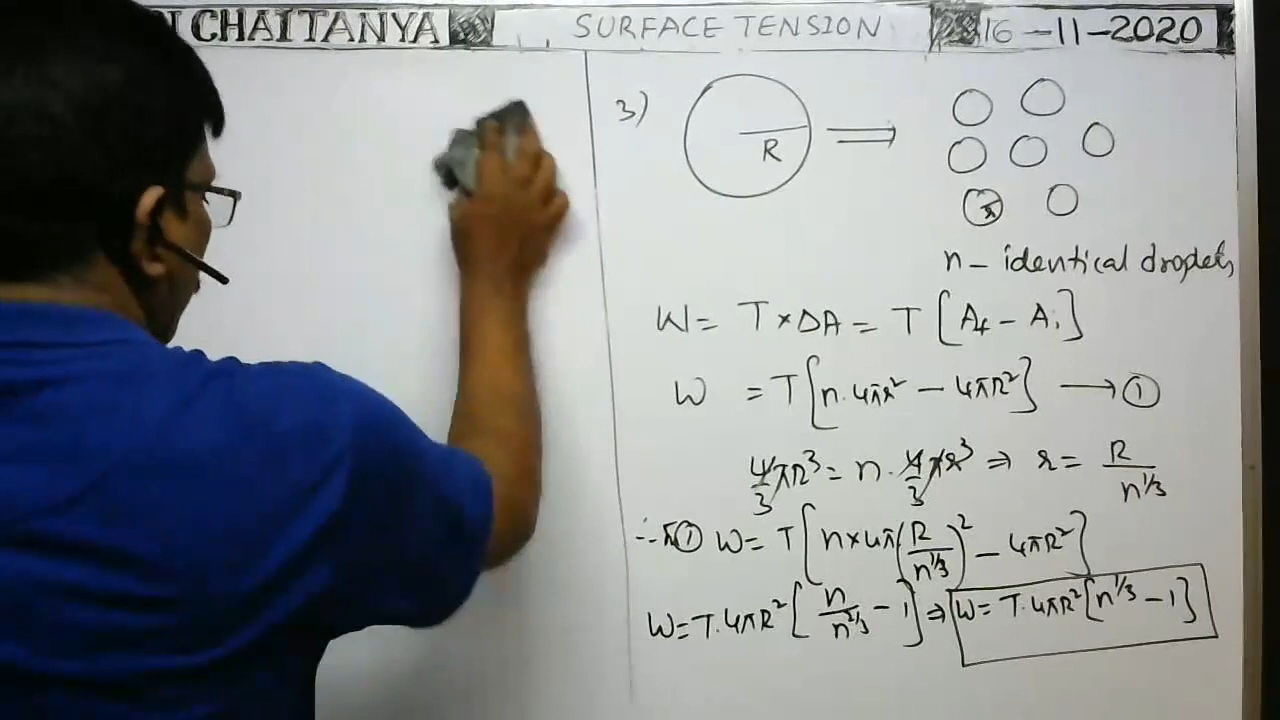 N CHAITANYA
SURFACE TENSION
16-11-2020
3)
R
r
n - identical droplets
W = T × ΔA = T [A_f - A_i]
W = T [n.4πr² - 4πR²] → ①
4/3 πR³ = n. 4/3 πr³ ⇒ r = R/n^1/3
∴ ① W = T [n×4π(R/n^1/3)² - 4πR²]
W = T.4πR² [n/n^2/3 - 1] ⇒ W = T.4πR² [n^1/3 - 1]